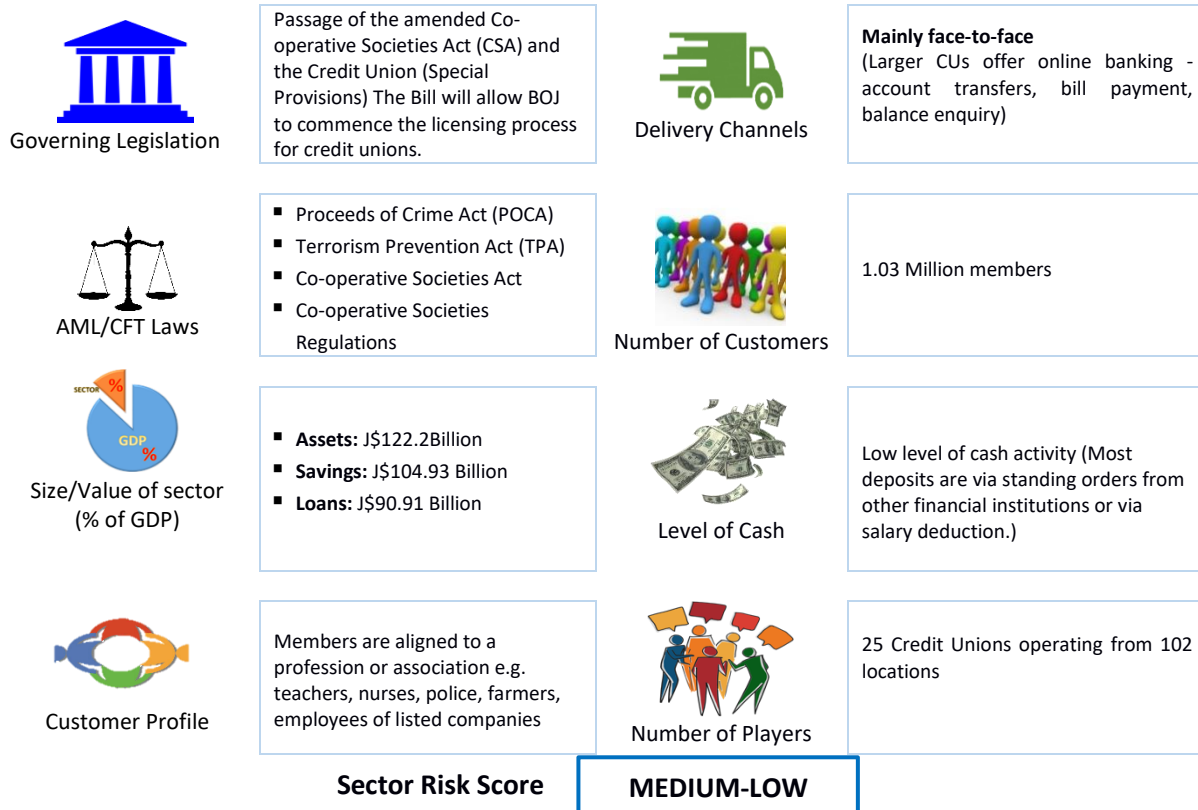 Governing Legislation
Passage of the amended Co-
operative Societies Act (CSA) and
the Credit Union (Special
Provisions) The Bill will allow BOJ
to commence the licensing process
for credit unions.
Delivery Channels
Mainly face-to-face
(Larger CUs offer online banking -
account transfers, bill payment,
balance enquiry)
AML/CFT Laws
▪ Proceeds of Crime Act (POCA)
▪ Terrorism Prevention Act (TPA)
▪ Co-operative Societies Act
▪ Co-operative Societies
Regulations
Number of Customers
1.03 Million members
SECTOR
%
GDP
%
Size/Value of sector
(% of GDP)
▪ Assets: J$122.2Billion
▪ Savings: J$104.93 Billion
▪ Loans: J$90.91 Billion
Level of Cash
Low level of cash activity (Most
deposits are via standing orders from
other financial institutions or via
salary deduction.)
Customer Profile
Members are aligned to a
profession or association e.g.
teachers, nurses, police, farmers,
employees of listed companies
Number of Players
25 Credit Unions operating from 102
locations
Sector Risk Score
MEDIUM-LOW